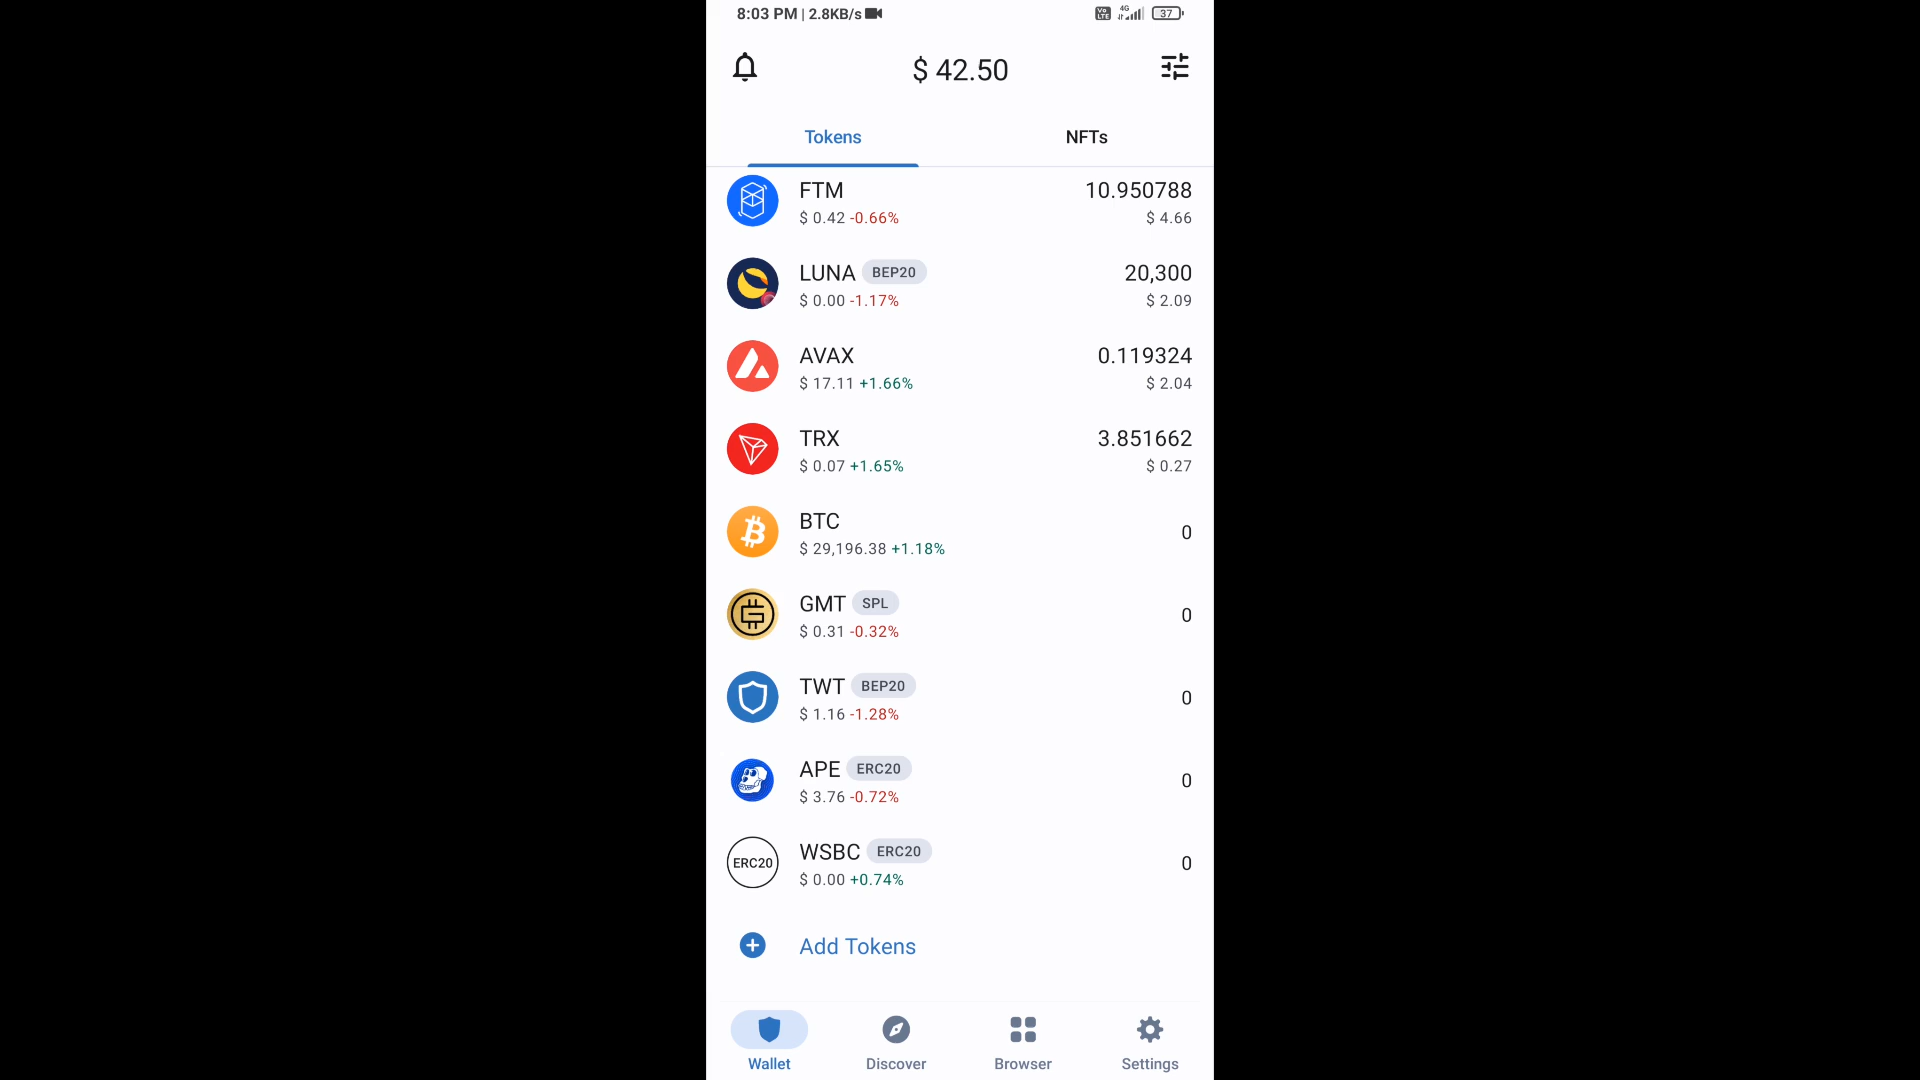 8:03 PM | 2.8KB/s
Vo LTE 4G 37
$ 42.50
Tokens NFTs
FTM 10.950788
$ 0.42 -0.66% $ 4.66
LUNA BEP20 20,300
$ 0.00 -1.17% $ 2.09
AVAX 0.119324
$ 17.11 +1.66% $ 2.04
TRX 3.851662
$ 0.07 +1.65% $ 0.27
BTC 0
$ 29,196.38 +1.18%
GMT SPL 0
$ 0.31 -0.32%
TWT BEP20 0
$ 1.16 -1.28%
APE ERC20 0
$ 3.76 -0.72%
ERC20 WSBC ERC20 0
$ 0.00 +0.74%
Add Tokens
Wallet Discover Browser Settings